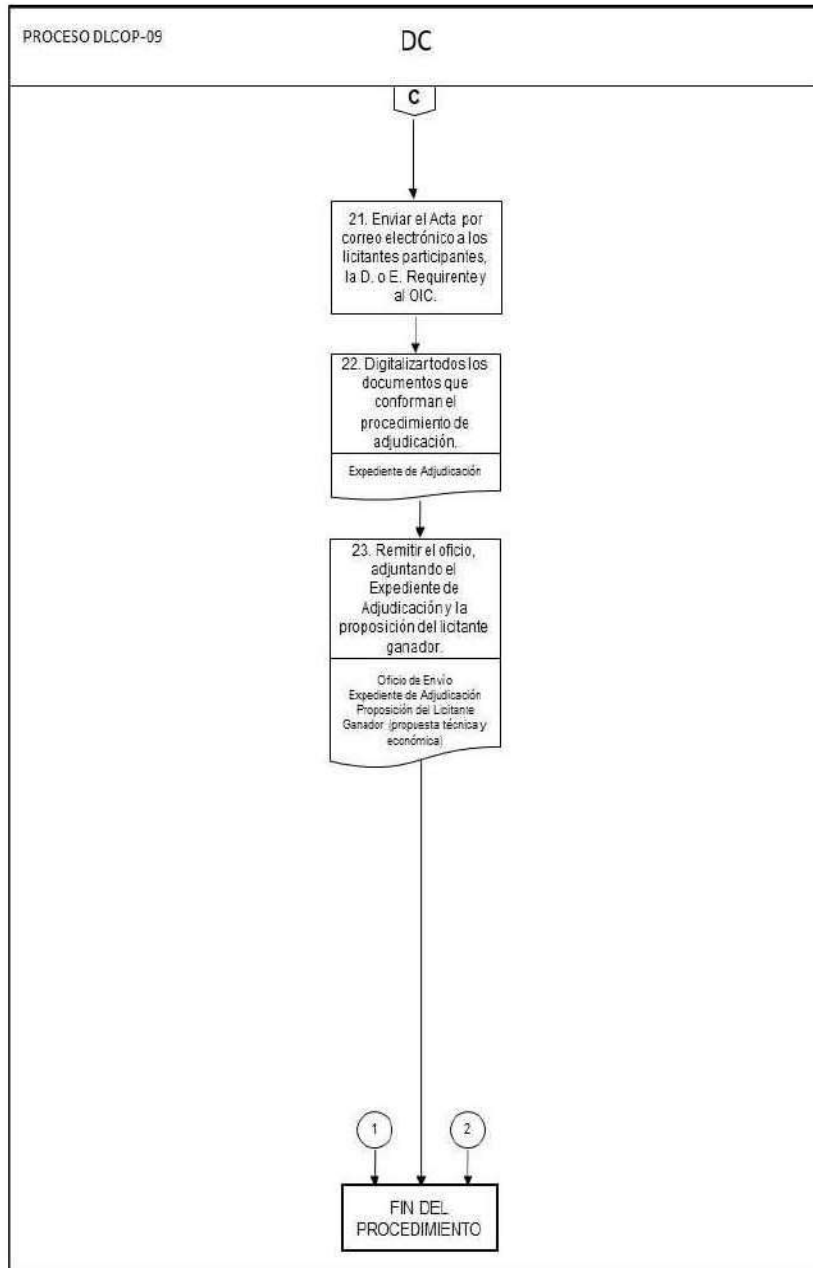 PROCESO DLCOP-09
DC
C
21. Enviar el Acta por
correo electrónico a los
licitantes participantes,
la D. o E. Requirente y
al OIC.
22. Digitalizar todos los
documentos que
conforman el
procedimiento de
adjudicación.
Expediente de Adjudicación
23. Remitir el oficio,
adjuntando el
Expediente de
Adjudicación y la
proposición del licitante
ganador.
Oficio de Envío
Expediente de Adjudicación
Proposición del Licitante
Ganador (propuesta técnica y
económica)
1
2
FIN DEL
PROCEDIMIENTO